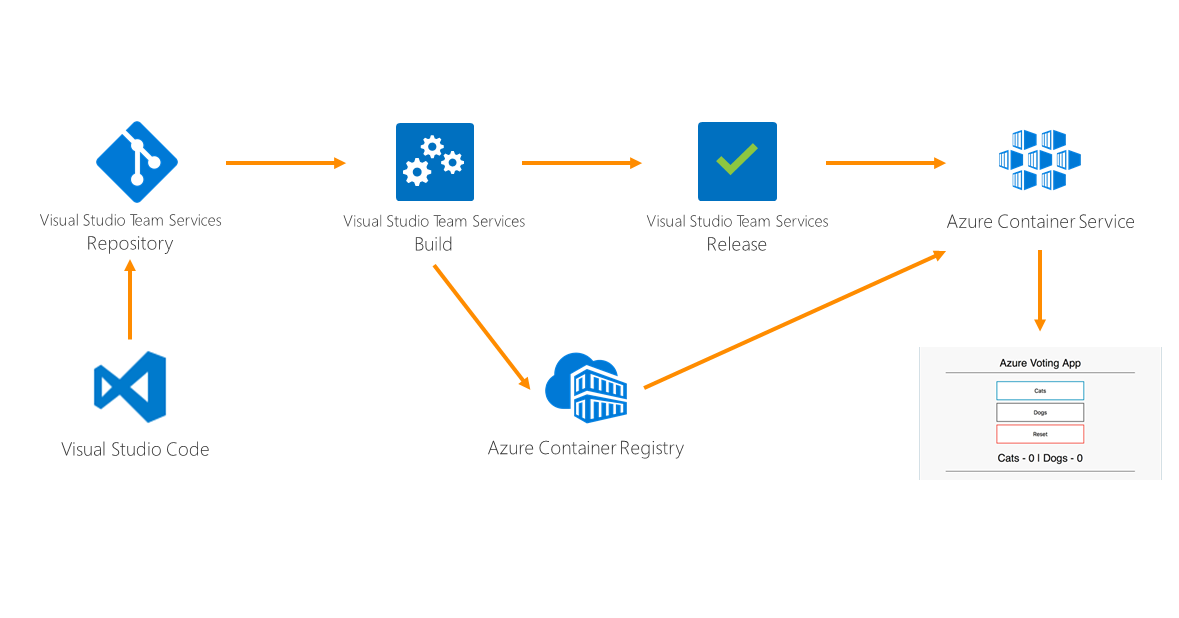 Visual Studio Team Services
Repository
Visual Studio Team Services
Build
Visual Studio Team Services
Release
Azure Container Service
Visual Studio Code
Azure Container Registry
Azure Voting App
Cats
Dogs
Reset
Cats - 0 | Dogs - 0